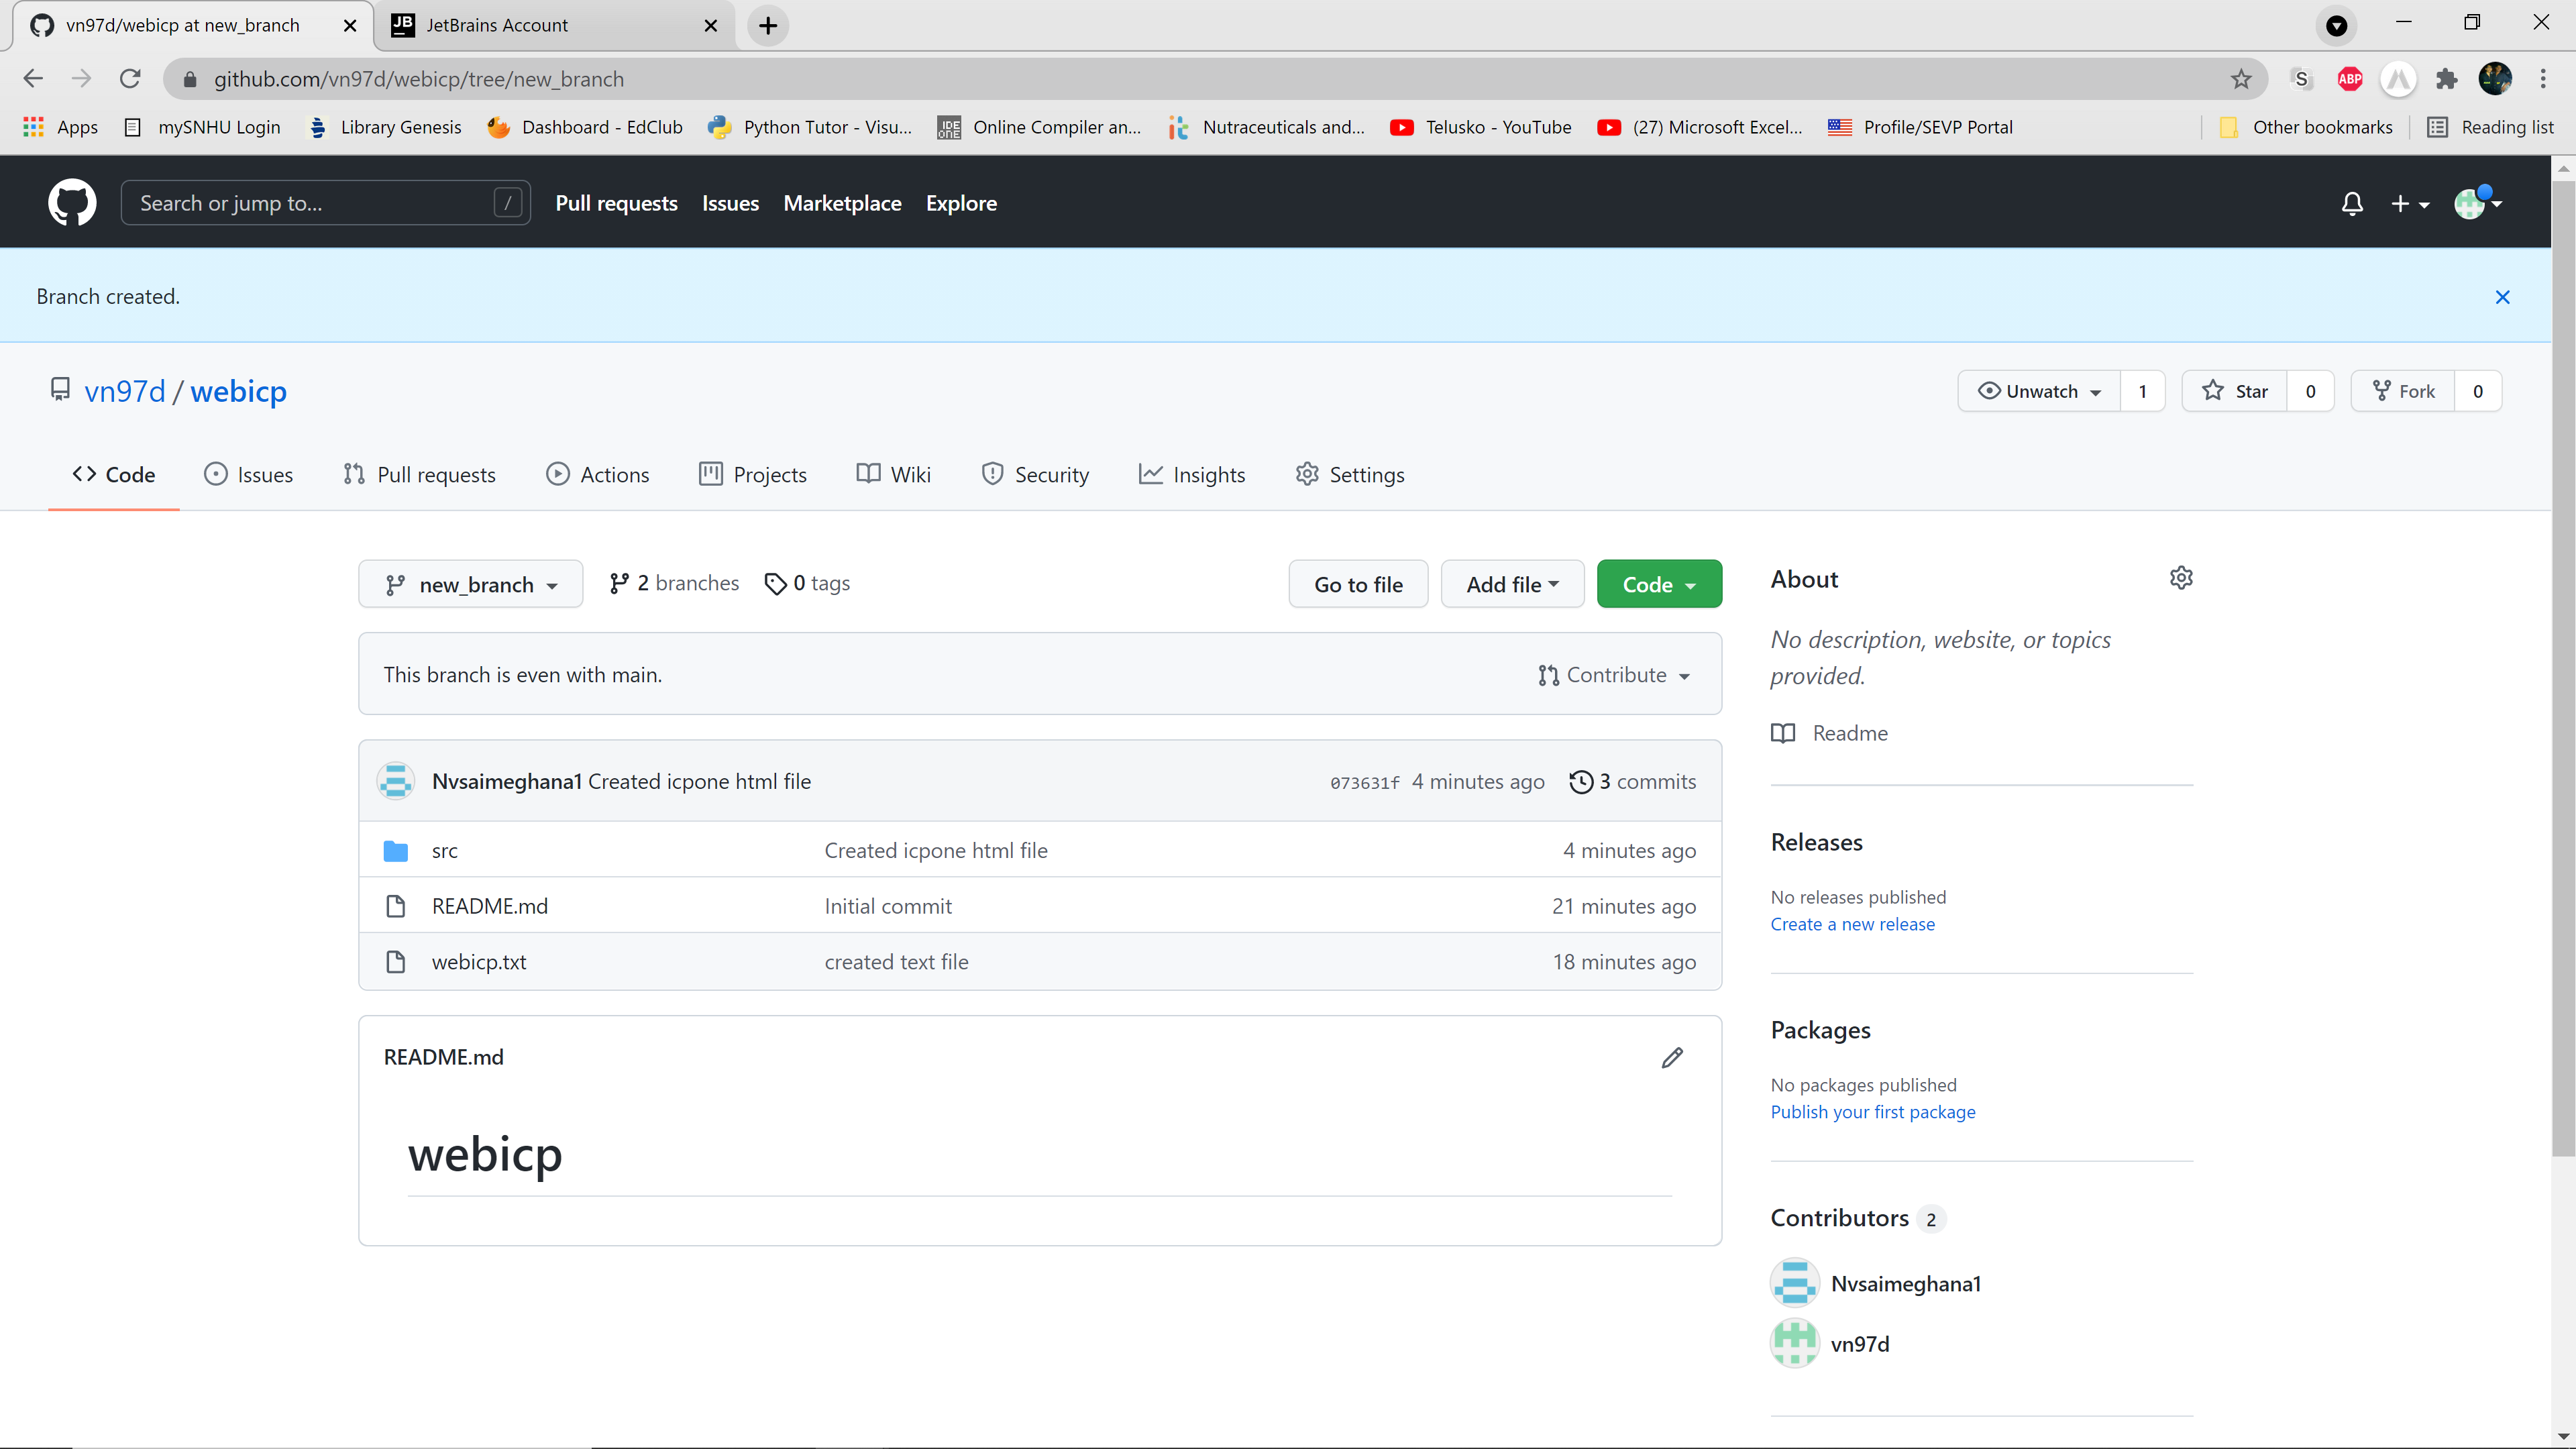 vn97d/webicp at new_branch
JB JetBrains Account
github.com/vn97d/webicp/tree/new_branch
S ABP
Apps mySNHU Login Library Genesis Dashboard - EdClub Python Tutor - Visu... IDE ONE Online Compiler an... Nutraceuticals and... Telusko - YouTube (27) Microsoft Excel... Profile/SEVP Portal Other bookmarks Reading list
Search or jump to... / Pull requests Issues Marketplace Explore
Branch created.
vn97d / webicp Unwatch 1 Star 0 Fork 0
Code Issues Pull requests Actions Projects Wiki Security Insights Settings
new_branch 2 branches 0 tags Go to file Add file Code
This branch is even with main. Contribute
Nvsaimeghana1 Created icpone html file 073631f 4 minutes ago 3 commits
src Created icpone html file 4 minutes ago
README.md Initial commit 21 minutes ago
webicp.txt created text file 18 minutes ago
README.md
webicp
About
No description, website, or topics
provided.
Readme
Releases
No releases published
Create a new release
Packages
No packages published
Publish your first package
Contributors 2
Nvsaimeghana1
vn97d